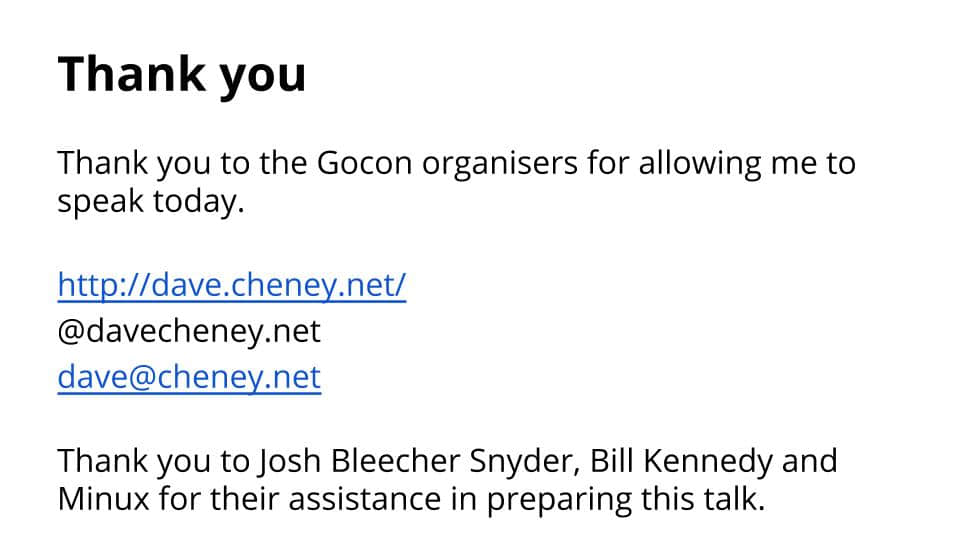 Thank you
Thank you to the Gocon organisers for allowing me to
speak today.
http://dave.cheney.net/
@davecheney.net
dave@cheney.net
Thank you to Josh Bleecher Snyder, Bill Kennedy and
Minux for their assistance in preparing this talk.